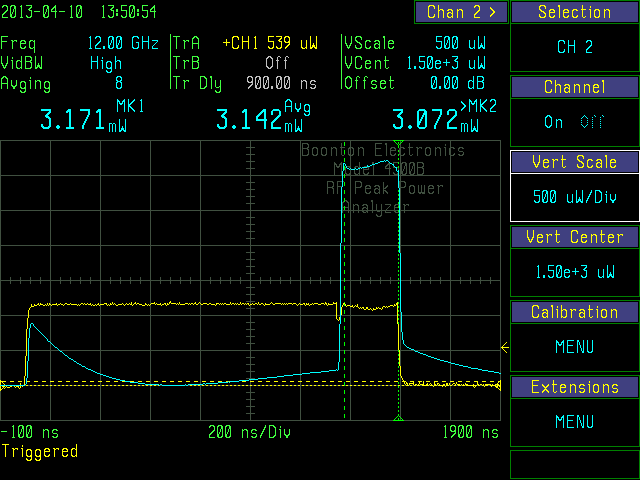 2013-04-10 13:50:54
Chan 2 >
Selection
CH 2
Freq 12.00 GHz
TrA +CH1 539 uW
VScale 500 uW
VidBW High
TrB Off
VCent 1.50e+3 uW
Avging 8
Tr Dly 900.00 ns
Offset 0.00 dB
Channel
On Off
3.171 mW MK1
3.142 mW Avg
3.072 mW >MK2
Boonton Electronics
Model 4500B
RF Peak Power
Analyzer
Vert Scale
500 uW/Div
Vert Center
1.50e+3 uW
Calibration
MENU
Extensions
MENU
-100 ns
200 ns/Div
1900 ns
Triggered